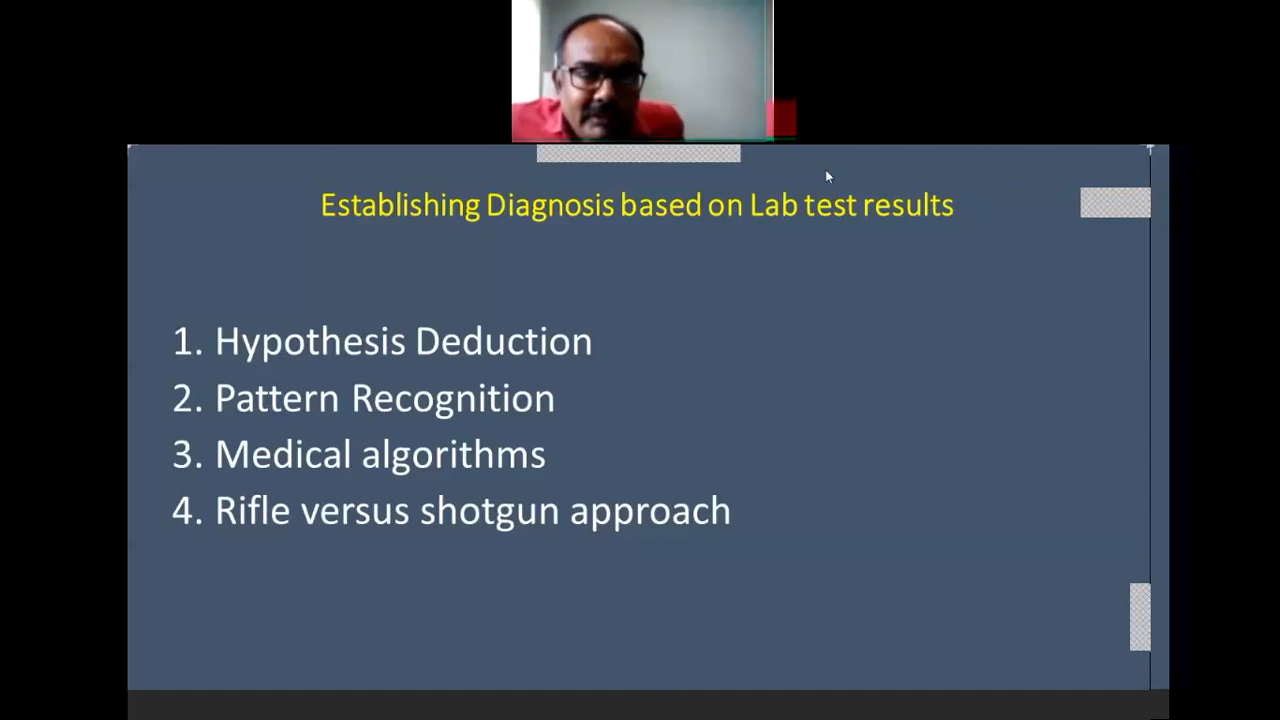 Establishing Diagnosis based on Lab test results
1. Hypothesis Deduction
2. Pattern Recognition
3. Medical algorithms
4. Rifle versus shotgun approach